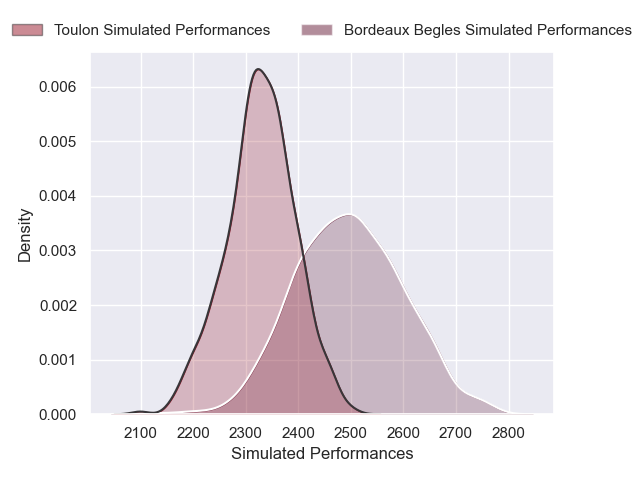 Toulon Simulated Performances
Bordeaux Begles Simulated Performances
0.006
0.005
0.004
0.003
0.002
0.001
0.000
Density
2100 2200 2300 2400 2500 2600 2700 2800
Simulated Performances